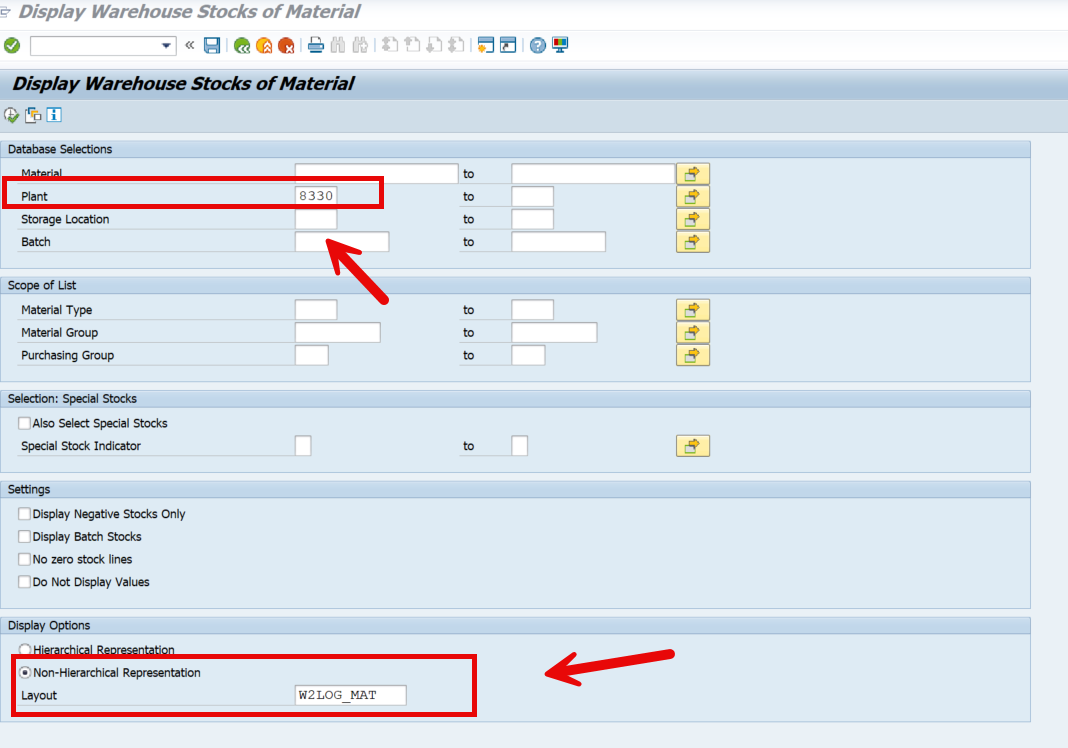 Display Warehouse Stocks of Material
Display Warehouse Stocks of Material
Database Selections
Material to
Plant 8330 to
Storage Location to
Batch to
Scope of List
Material Type to
Material Group to
Purchasing Group to
Selection: Special Stocks
Also Select Special Stocks
Special Stock Indicator to
Settings
Display Negative Stocks Only
Display Batch Stocks
No zero stock lines
Do Not Display Values
Display Options
Hierarchical Representation
Non-Hierarchical Representation
Layout W2LOG_MAT